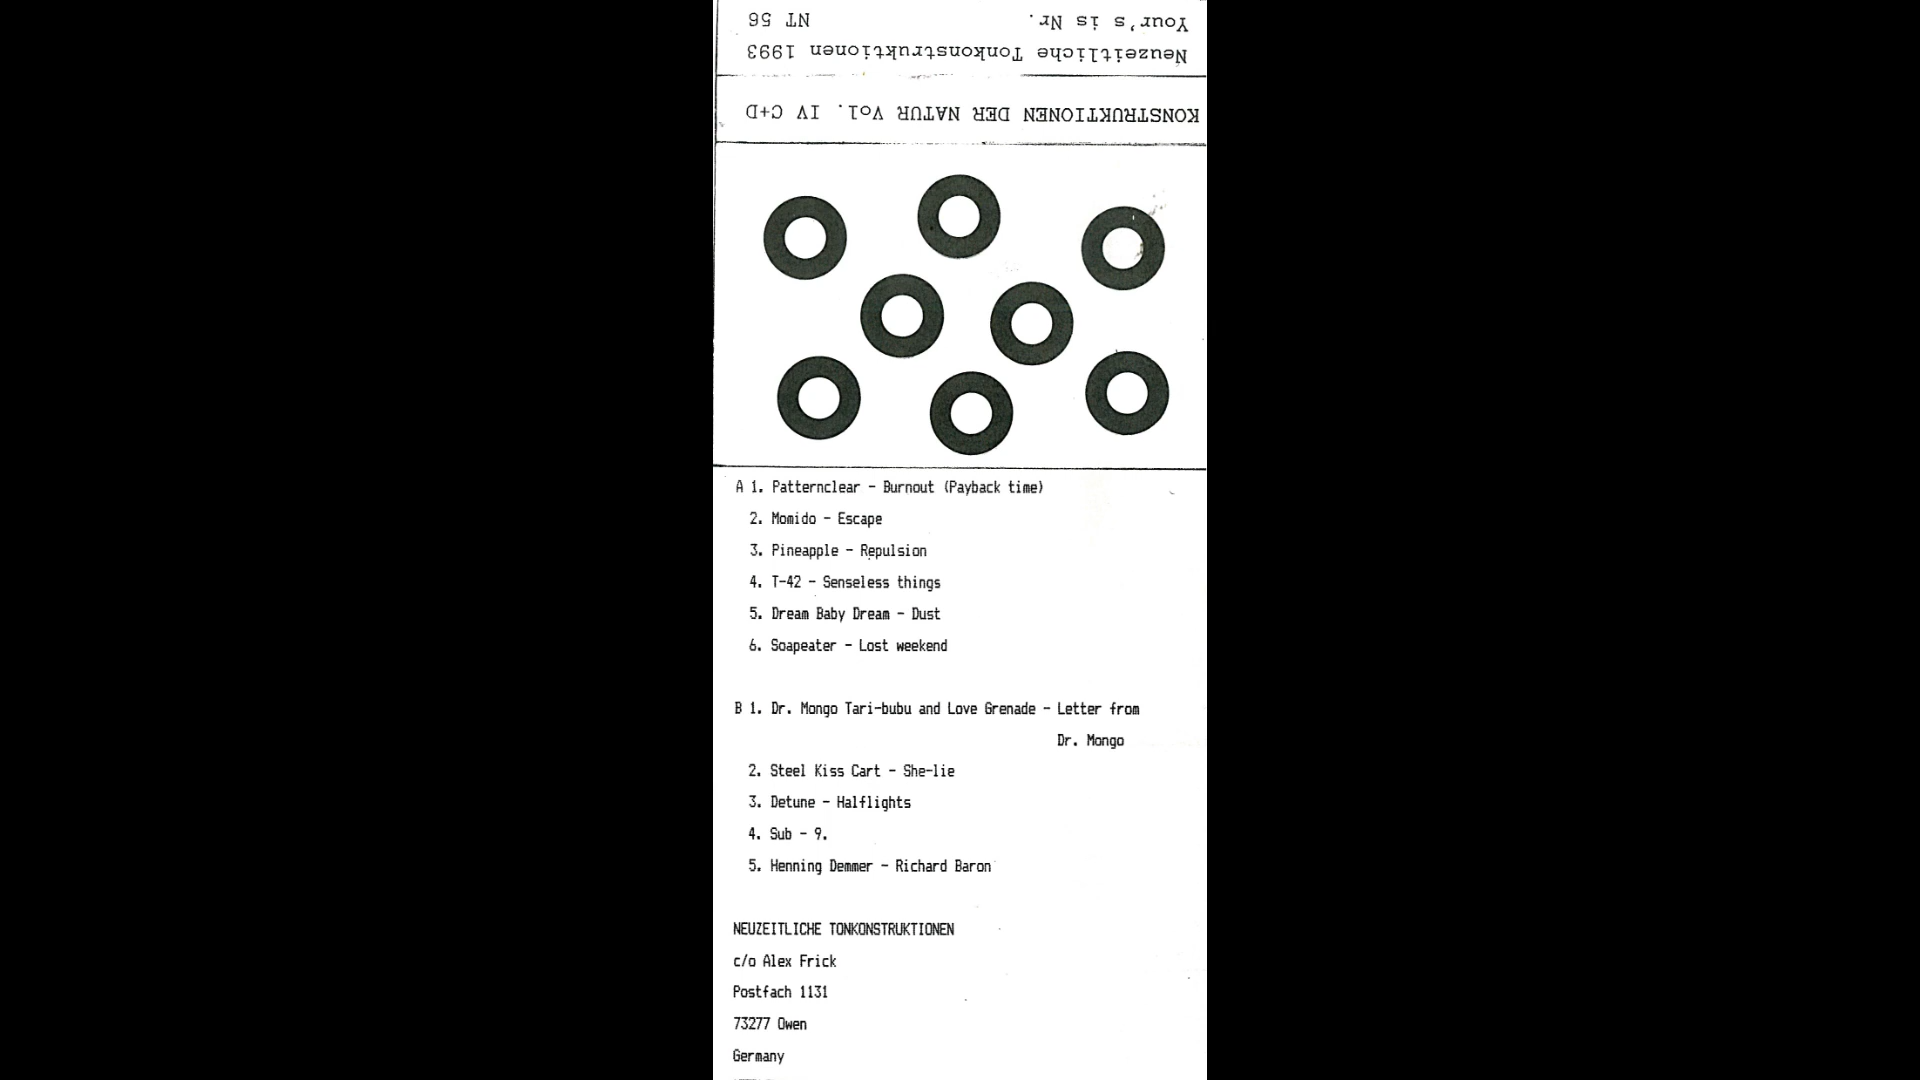 KONSTRUKTIONEN DER NATUR Vol. IV C+D
Neuzeitliche Tonkonstruktionen 1993
Your's is Nr. NT 56
A 1. Patternclear - Burnout (Payback time)
2. Momido - Escape
3. Pineapple - Repulsion
4. T-42 - Senseless things
5. Dream Baby Dream - Dust
6. Soapeater - Lost weekend
B 1. Dr. Mongo Tari-bubu and Love Grenade - Letter from
Dr. Mongo
2. Steel Kiss Cart - She-lie
3. Detune - Halflights
4. Sub - 9.
5. Henning Demmer - Richard Baron
NEUZEITLICHE TONKONSTRUKTIONEN
c/o Alex Frick
Postfach 1131
73277 Owen
Germany